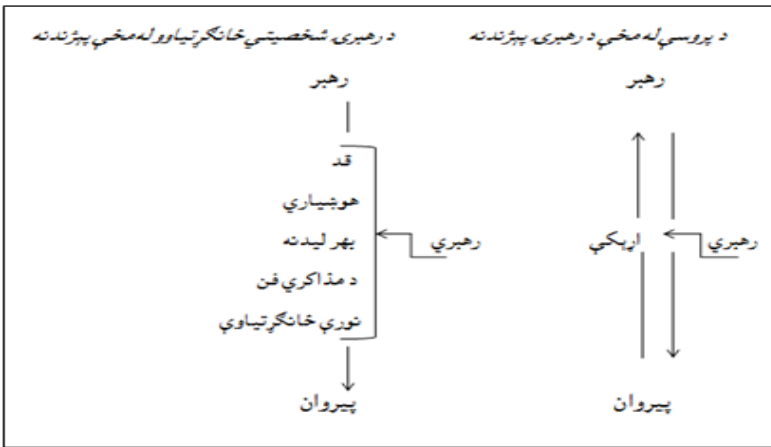 د پروسې له مخې د رهبرۍ پېژندنه
رهبر
اړېکې
رهبري
پیروان
د رهبرۍ شخصیتي ځانګړتیاوو له مخې پېژندنه
رهبر
قد
هوښیاري
بهر لیدنه
د مذاکرې فن
نورې ځانګړتیاوې
رهبري
پیروان